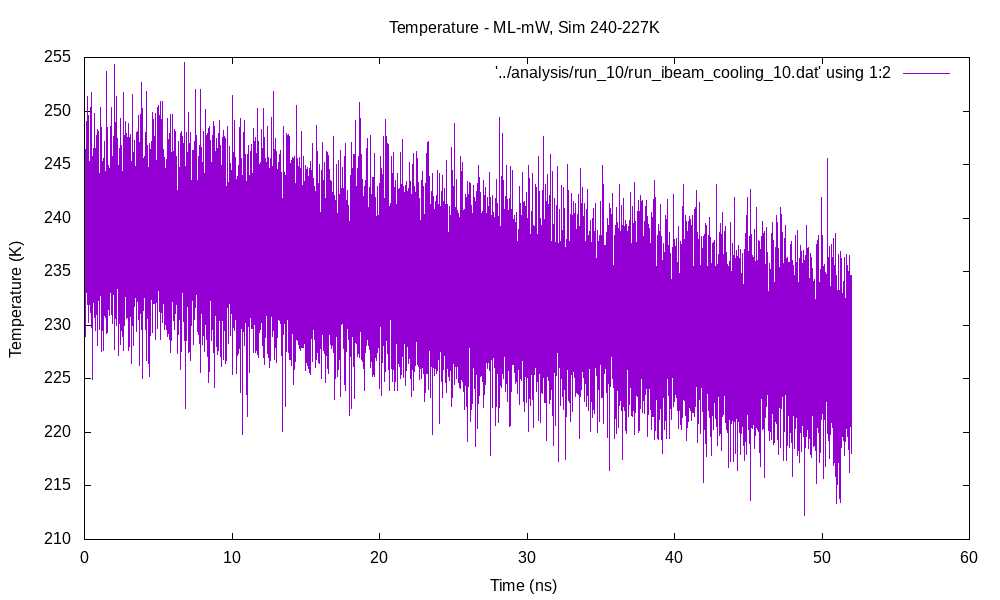 Temperature - ML-mW, Sim 240-227K
'../analysis/run_10/run_ibeam_cooling_10.dat' using 1:2
Temperature (K)
255
250
245
240
235
230
225
220
215
210
0 10 20 30 40 50 60
Time (ns)